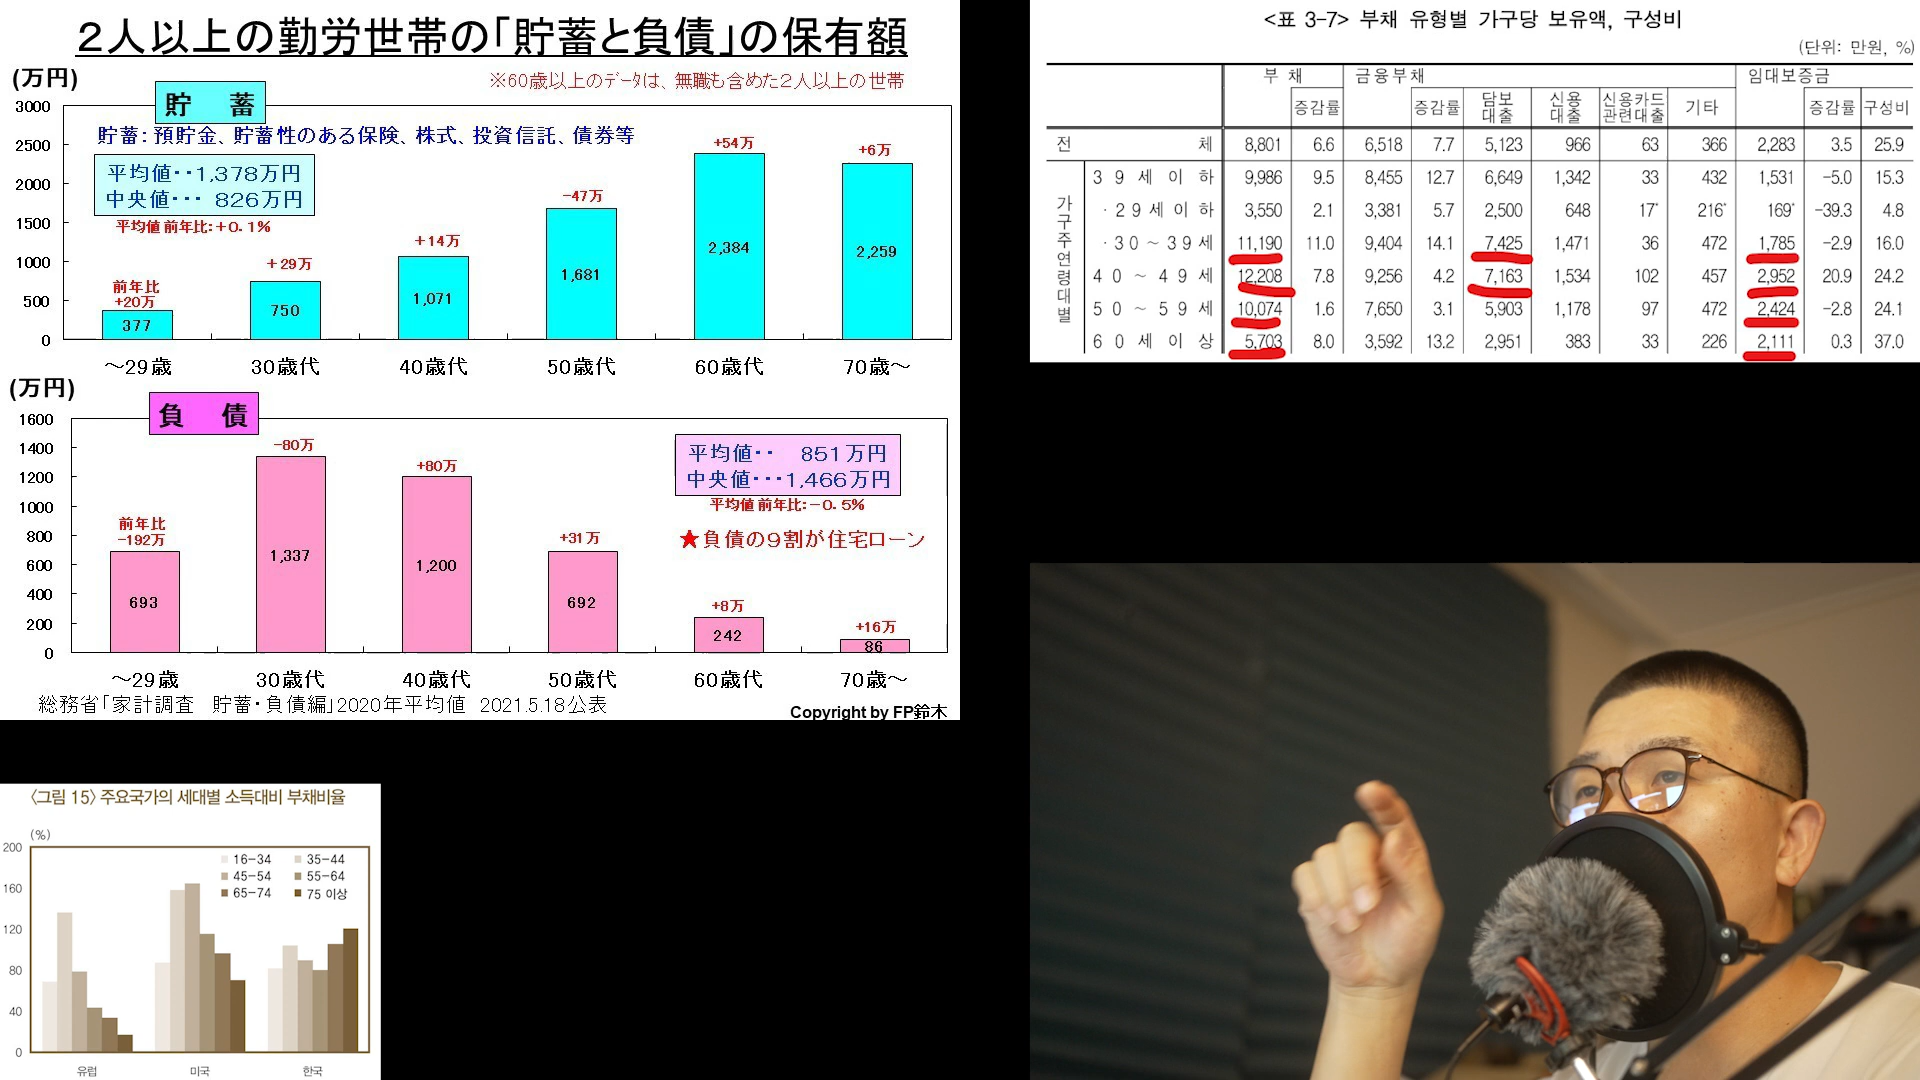 ２人以上の勤労世帯の｢貯蓄と負債｣の保有額
(万円)
※60歳以上のﾃﾞｰﾀは、無職も含めた２人以上の世帯
貯　蓄
貯蓄：預貯金、貯蓄性のある保険、株式、投資信託、債券等
平均値‥1,378万円
中央値… 826万円
平均値 前年比：+0.1%
3000
2500
2000
1500
1000
500
0
前年比
+20万
+29万
+14万
-47万
+54万
+6万
377
750
1,071
1,681
2,384
2,259
～29歳
30歳代
40歳代
50歳代
60歳代
70歳～
(万円)
負　債
平均値‥　851万円
中央値…1,466万円
平均値 前年比：-0.5%
★負債の９割が住宅ローン
1600
1400
1200
1000
800
600
400
200
0
前年比
-192万
-80万
+80万
+31万
+8万
+16万
693
1,337
1,200
692
242
86
～29歳
30歳代
40歳代
50歳代
60歳代
70歳～
総務省｢家計調査　貯蓄・負債編｣2020年平均値　2021.5.18公表
Copyright by FP鈴木
<표 3-7> 부채 유형별 가구당 보유액, 구성비
(단위: 만원, %)
부 채 금융부채 임대보증금
증감률 증감률 담보대출 신용대출 신용카드관련대출 기타 증감률 구성비
전 체 8,801 6.6 6,518 7.7 5,123 966 63 366 2,283 3.5 25.9
가구주연령대별
39세이하 9,986 9.5 8,455 12.7 6,649 1,342 33 432 1,531 -5.0 15.3
·29세이하 3,550 2.1 3,381 5.7 2,500 648 17* 216* 169* -39.3 4.8
·30～39세 11,190 11.0 9,404 14.1 7,425 1,471 36 472 1,785 -2.9 16.0
40～49세 12,208 7.8 9,256 4.2 7,163 1,534 102 457 2,952 20.9 24.2
50～59세 10,074 1.6 7,650 3.1 5,903 1,178 97 472 2,424 -2.8 24.1
60세이상 5,703 8.0 3,592 13.2 2,951 383 33 226 2,111 0.3 37.0
〈그림 15〉 주요국가의 세대별 소득대비 부채비율
(%)
200
160
120
80
40
0
16-34 35-44
45-54 55-64
65-74 75 이상
유럽 미국 한국